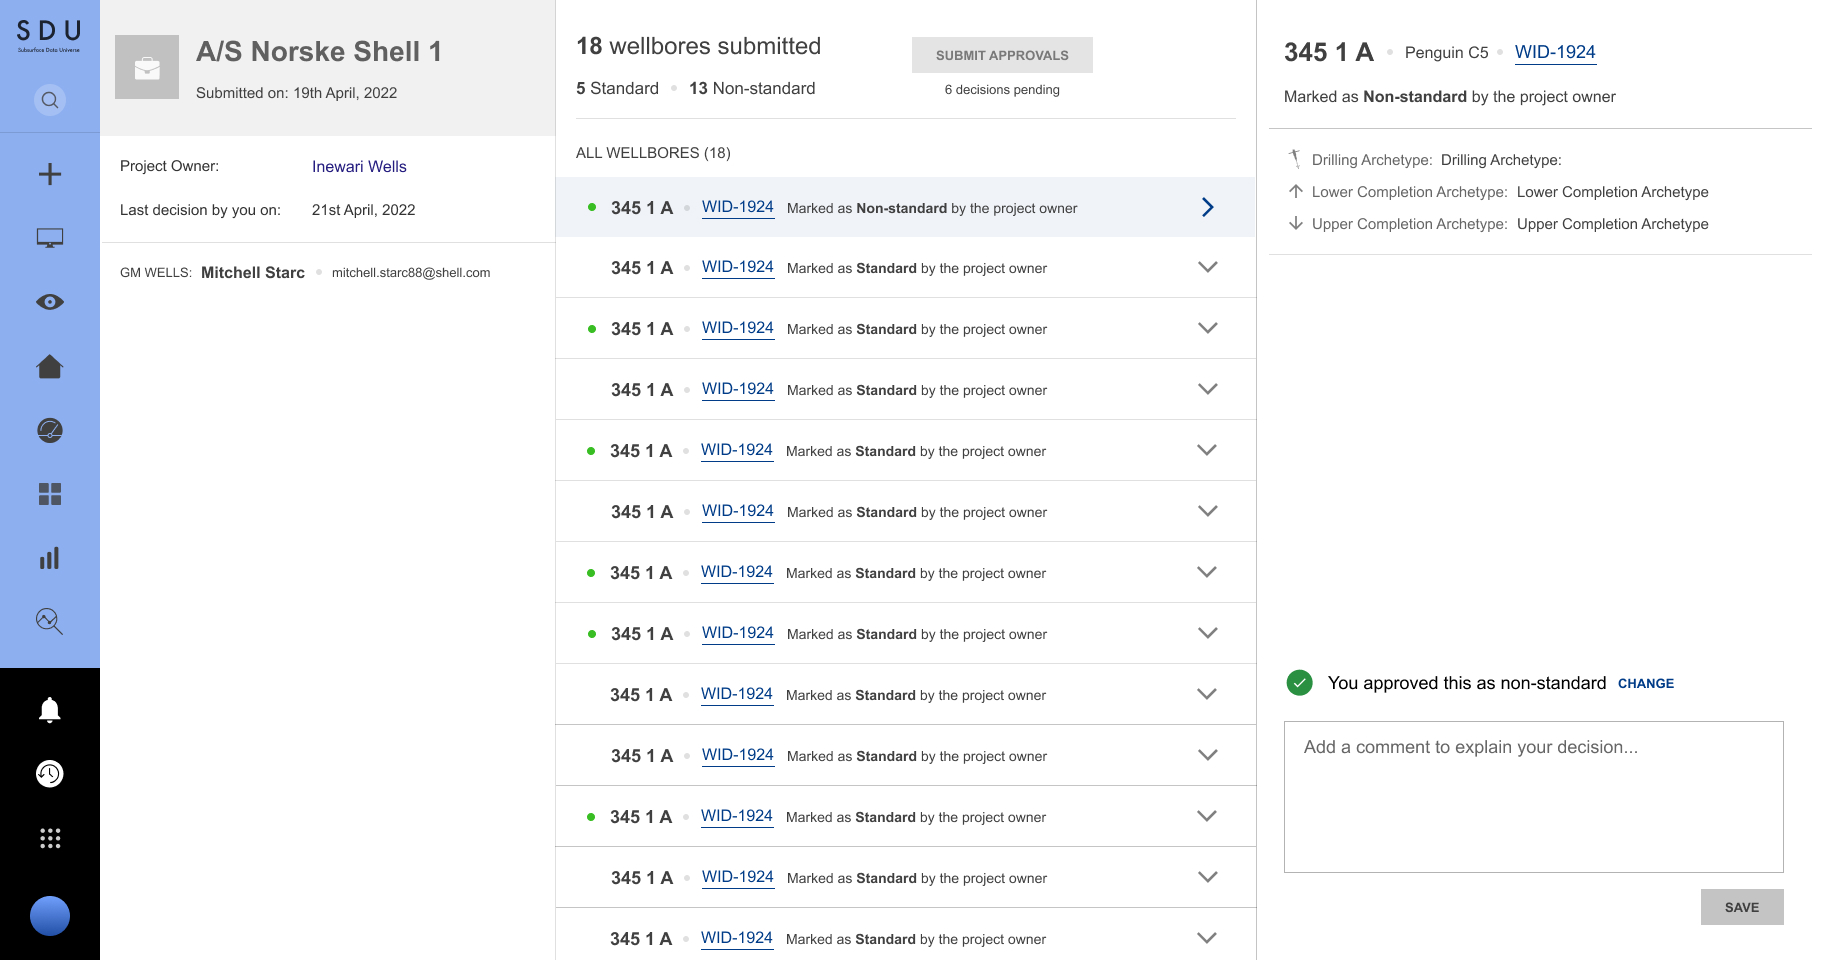 SDU
Subsurface Data Universe
A/S Norske Shell 1
Submitted on: 19th April, 2022
Project Owner: Inewari Wells
Last decision by you on: 21st April, 2022
GM WELLS: Mitchell Starc mitchell.starc88@shell.com
18 wellbores submitted
5 Standard 13 Non-standard
SUBMIT APPROVALS
6 decisions pending
ALL WELLBORES (18)
345 1 A WID-1924 Marked as Non-standard by the project owner
345 1 A WID-1924 Marked as Standard by the project owner
345 1 A WID-1924 Marked as Standard by the project owner
345 1 A WID-1924 Marked as Standard by the project owner
345 1 A WID-1924 Marked as Standard by the project owner
345 1 A WID-1924 Marked as Standard by the project owner
345 1 A WID-1924 Marked as Standard by the project owner
345 1 A WID-1924 Marked as Standard by the project owner
345 1 A WID-1924 Marked as Standard by the project owner
345 1 A WID-1924 Marked as Standard by the project owner
345 1 A WID-1924 Marked as Standard by the project owner
345 1 A WID-1924 Marked as Standard by the project owner
345 1 A WID-1924 Marked as Standard by the project owner
345 1 A Penguin C5 WID-1924
Marked as Non-standard by the project owner
Drilling Archetype: Drilling Archetype:
Lower Completion Archetype: Lower Completion Archetype
Upper Completion Archetype: Upper Completion Archetype
You approved this as non-standard CHANGE
Add a comment to explain your decision...
SAVE